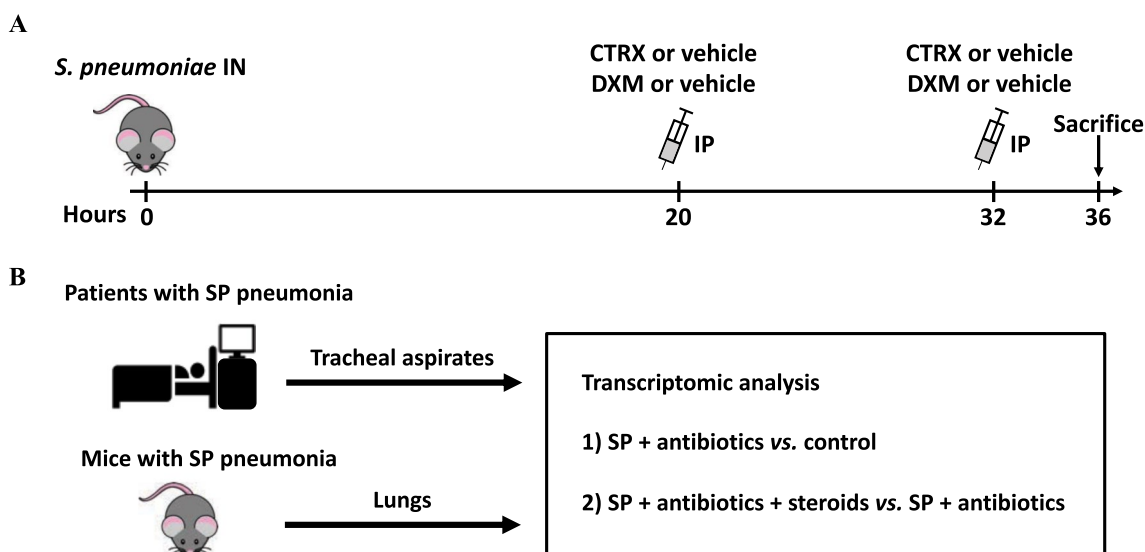 A
S. pneumoniae IN
CTRX or vehicle
DXM or vehicle
IP
CTRX or vehicle
DXM or vehicle
IP
Sacrifice
Hours 0 20 32 36
B
Patients with SP pneumonia
Tracheal aspirates
Mice with SP pneumonia
Lungs
Transcriptomic analysis
1) SP + antibiotics vs. control
2) SP + antibiotics + steroids vs. SP + antibiotics